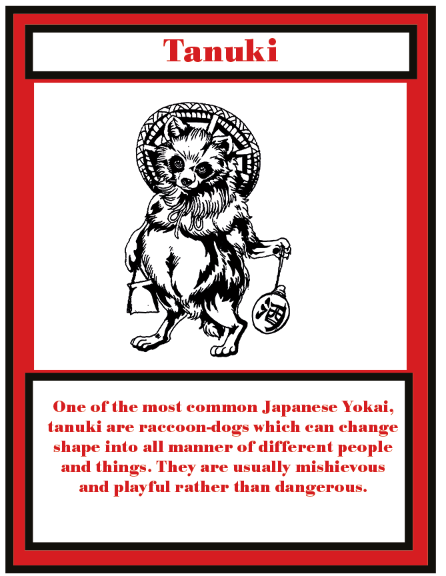 Tanuki
酒
One of the most common Japanese Yokai,
tanuki are raccoon-dogs which can change
shape into all manner of different people
and things. They are usually mishievous
and playful rather than dangerous.